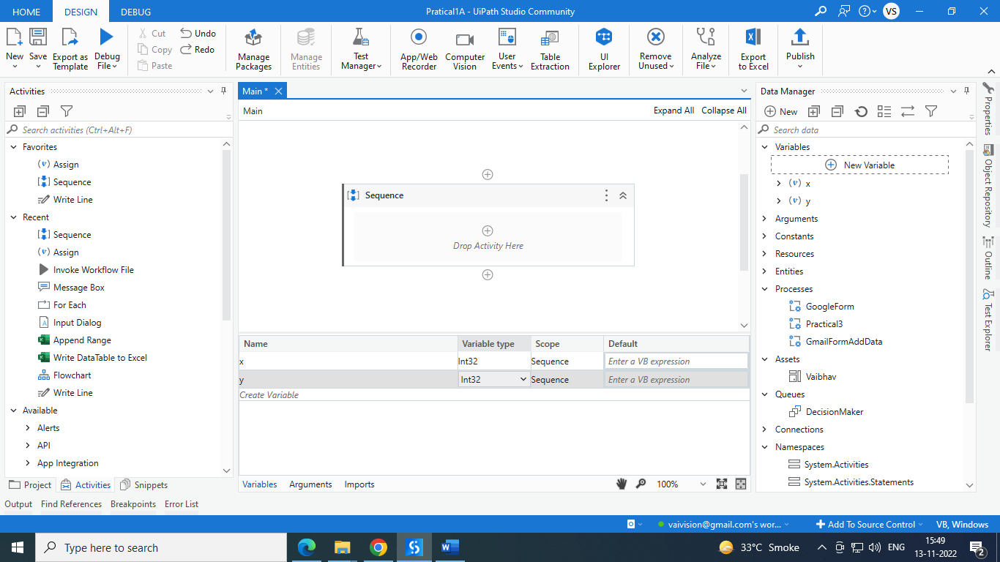 HOME DESIGN DEBUG Pratical1A - UiPath Studio Community VS
New Save Export as Template Debug File Cut Copy Paste Undo Redo Manage Packages Manage Entities Test Manager App/Web Recorder Computer Vision User Events Table Extraction UI Explorer Remove Unused Analyze File Export to Excel Publish
Activities
Search activities (Ctrl+Alt+F)
Favorites
(v) Assign
Sequence
Write Line
Recent
Sequence
(v) Assign
Invoke Workflow File
Message Box
For Each
Input Dialog
Append Range
Write DataTable to Excel
Flowchart
Write Line
Available
Alerts
API
App Integration
Project Activities Snippets
Main *
Main Expand All Collapse All
Sequence
Drop Activity Here
Name Variable type Scope Default
x Int32 Sequence Enter a VB expression
y Int32 Sequence Enter a VB expression
Create Variable
Variables Arguments Imports 100%
Data Manager
New
Search data
Variables
New Variable
(v) x
(v) y
Arguments
Constants
Resources
Entities
Processes
GoogleForm
Practical3
GmailFormAddData
Assets
Vaibhav
Queues
DecisionMaker
Connections
Namespaces
System.Activities
System.Activities.Statements
Properties
Object Repository
Outline
Test Explorer
Output Find References Breakpoints Error List
vaivision@gmail.com's wor... Add To Source Control VB, Windows
Type here to search 33°C Smoke ENG 15:49
13-11-2022 2